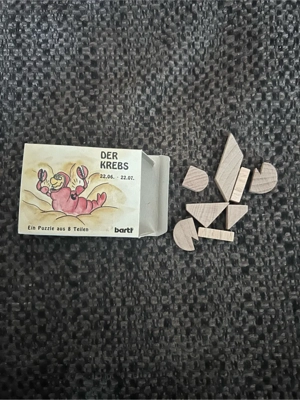 DER
KREBS
22.06. - 22.07.
Ein Puzzle aus 8 Teilen
bartl